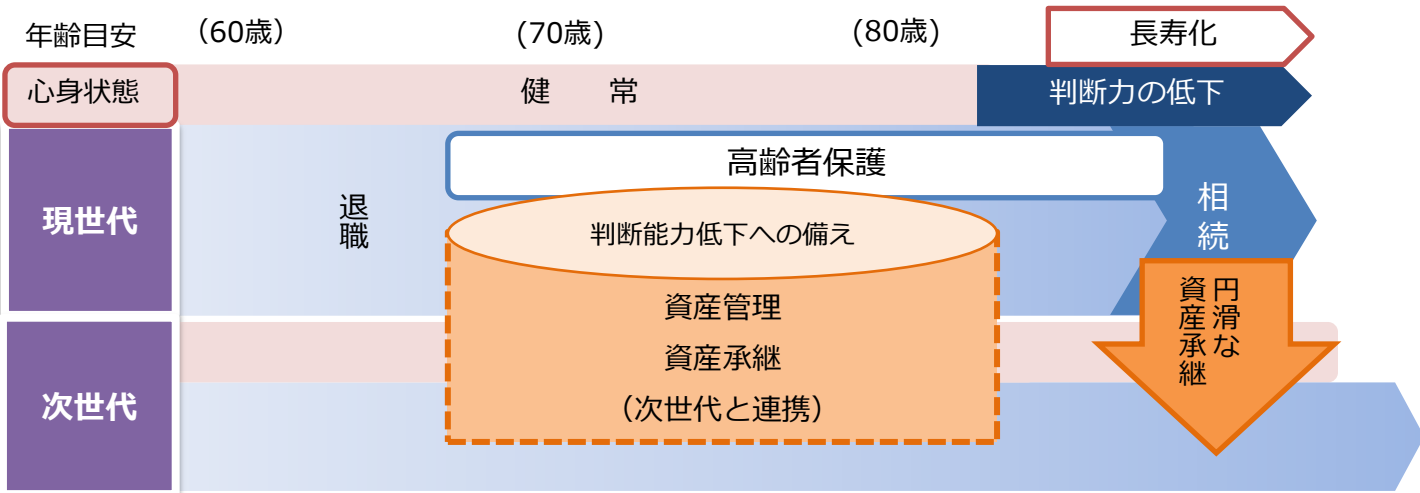 年齢目安 （60歳） (70歳) (80歳) 長寿化
心身状態 健　常 判断力の低下
現世代
退職
高齢者保護
判断能力低下への備え
資産管理
資産承継
（次世代と連携）
相続
円滑な
資産承継
次世代